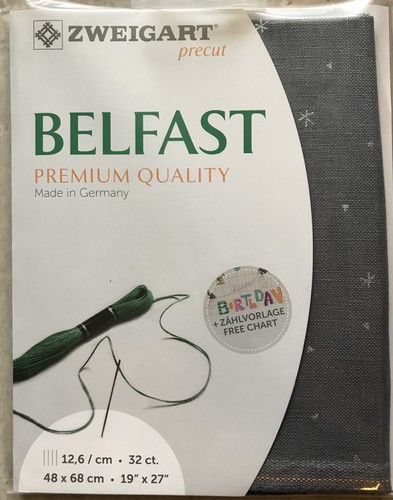 ZWEIGART®
precut
BELFAST
PREMIUM QUALITY
Made in Germany
BIRTHDAY
+ ZÄHLVORLAGE
FREE CHART
12,6 / cm • 32 ct.
48 x 68 cm • 19” x 27”